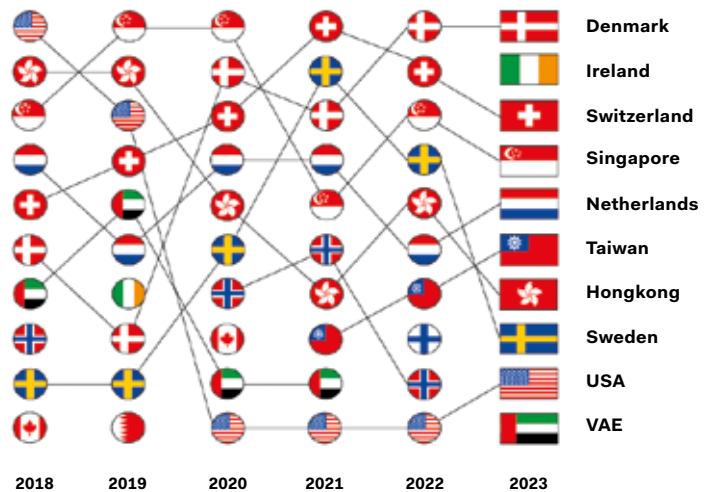 Denmark
Ireland
Switzerland
Singapore
Netherlands
Taiwan
Hongkong
Sweden
USA
VAE
2018 2019 2020 2021 2022 2023